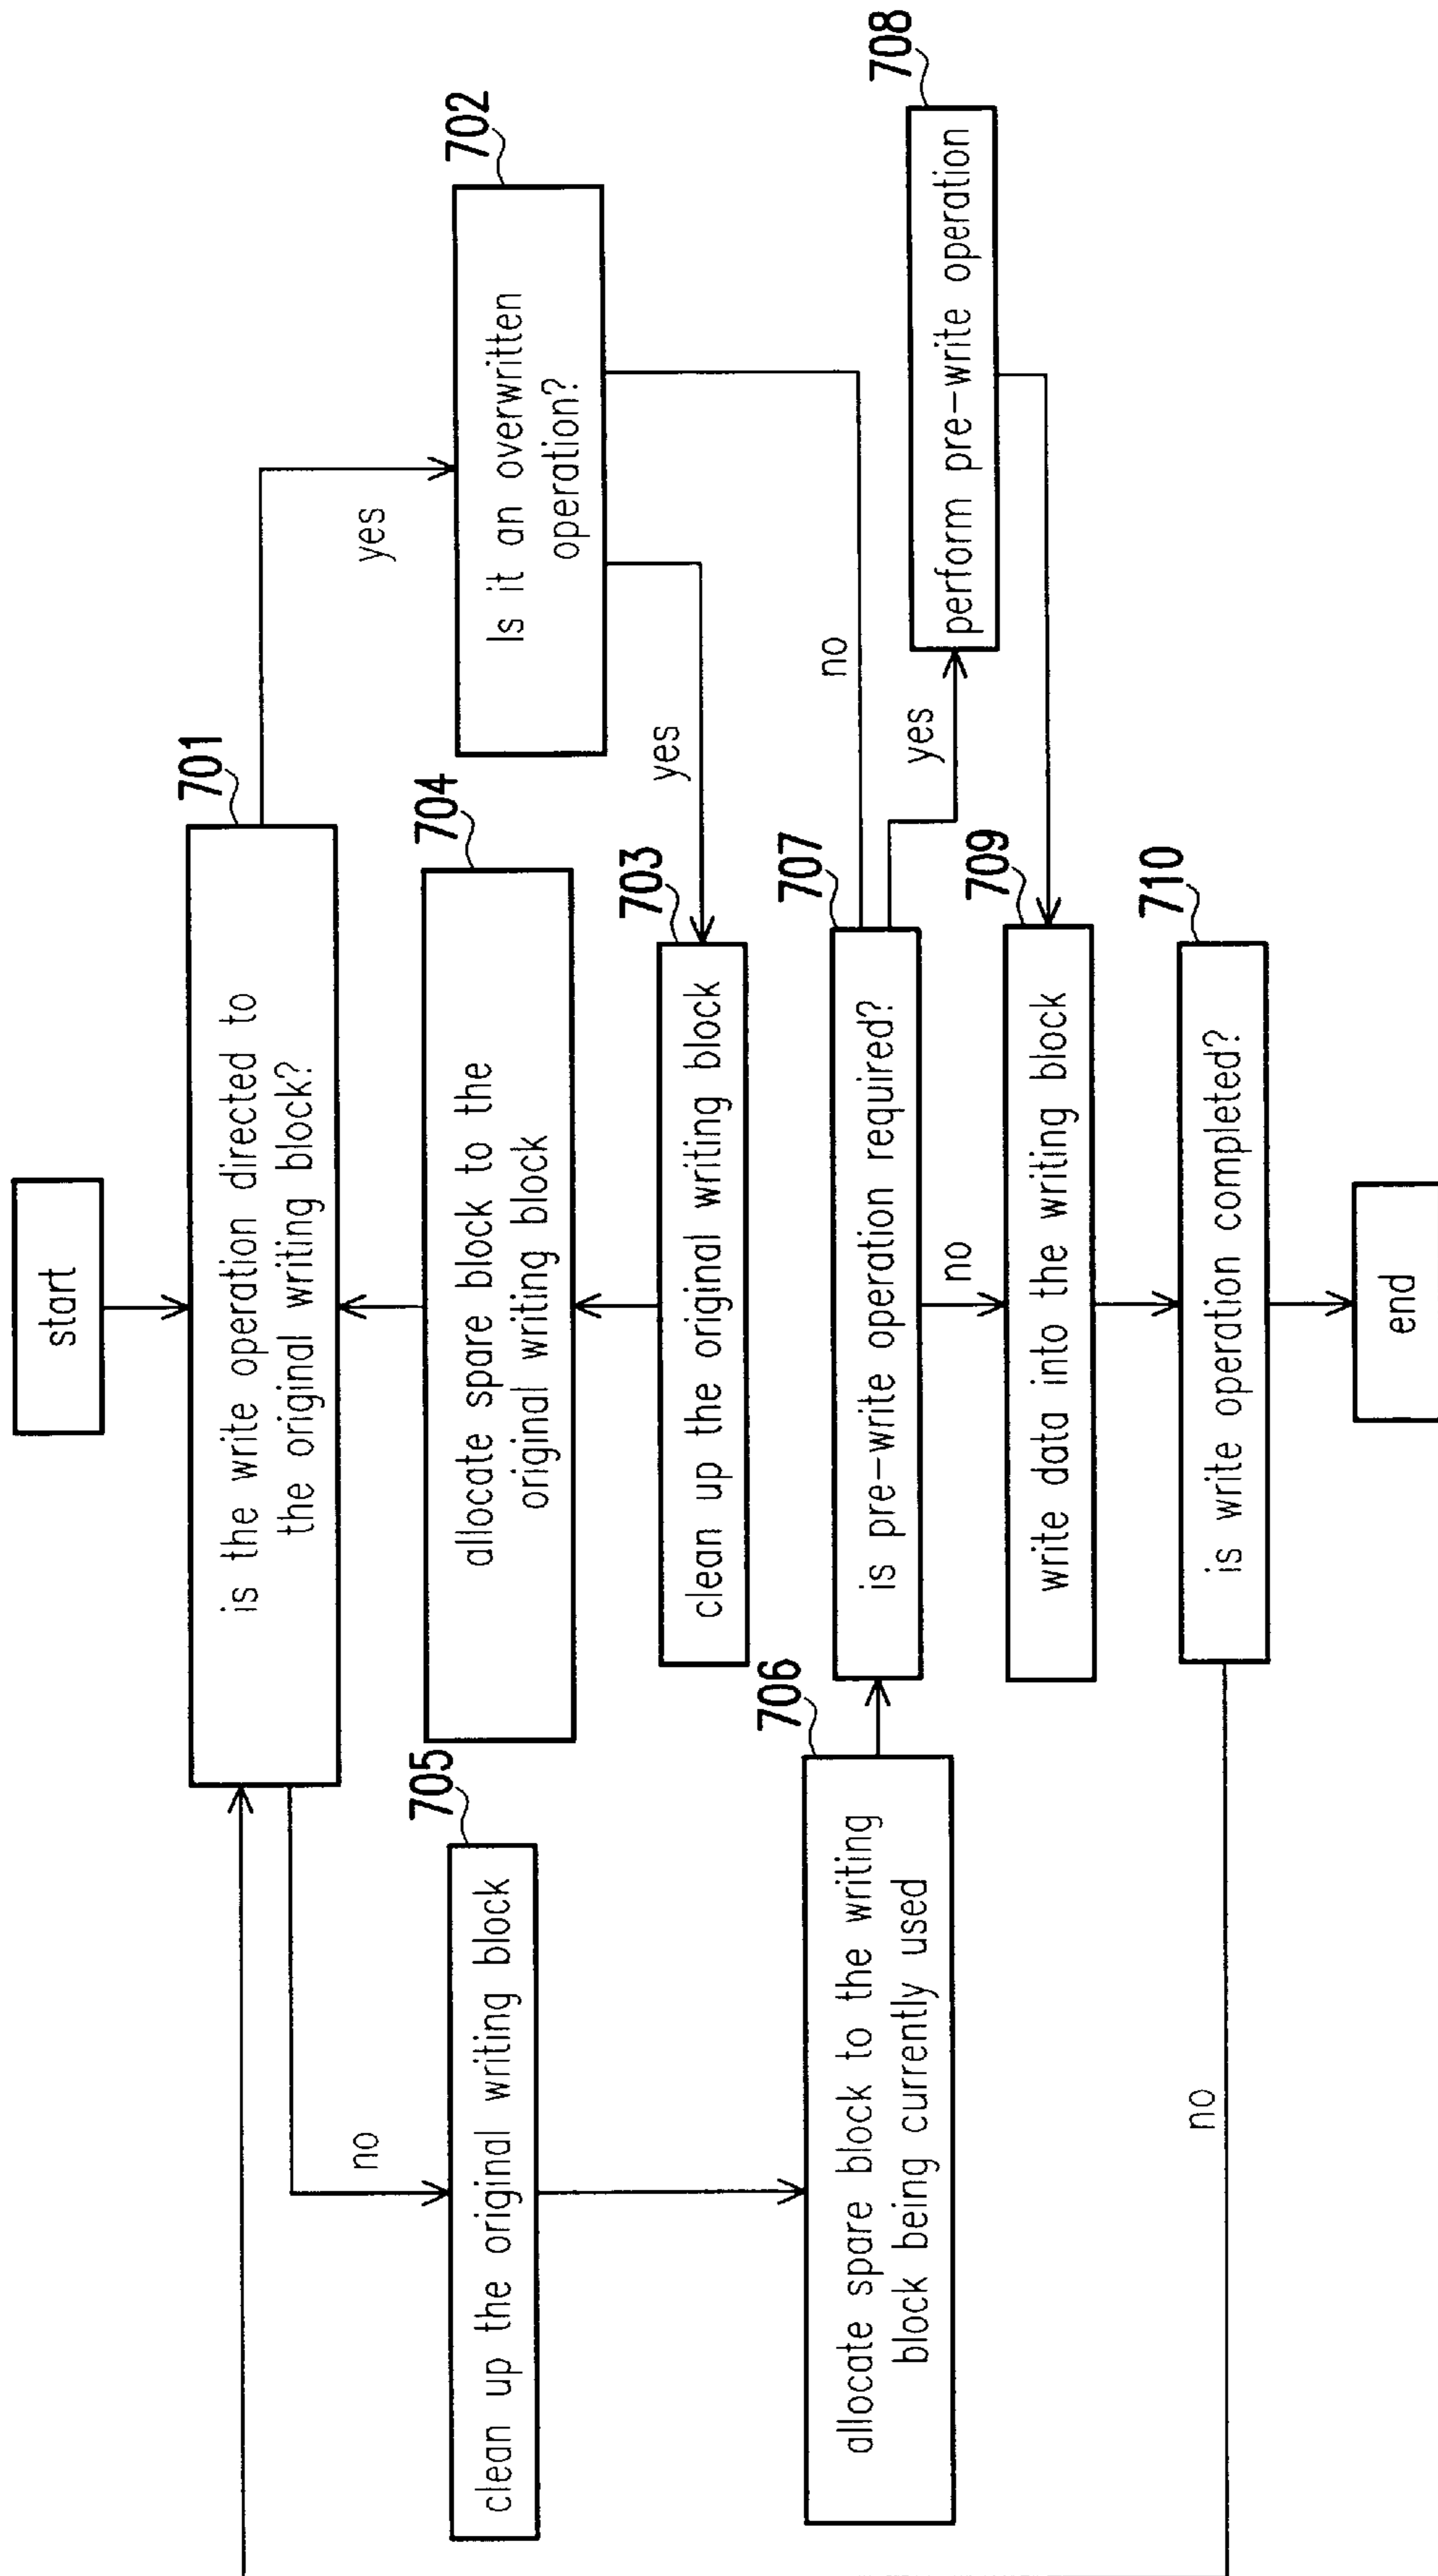 start
701
is the write operation directed to
the original writing block?
yes
702
Is it an overwritten
operation?
no
705
clean up the original writing block
704
allocate spare block to the
original writing block
yes
703
clean up the original writing block
no
706
allocate spare block to the writing
block being currently used
707
is pre-write operation required?
yes
708
perform pre-write operation
no
709
write data into the writing block
710
is write operation completed?
no
end